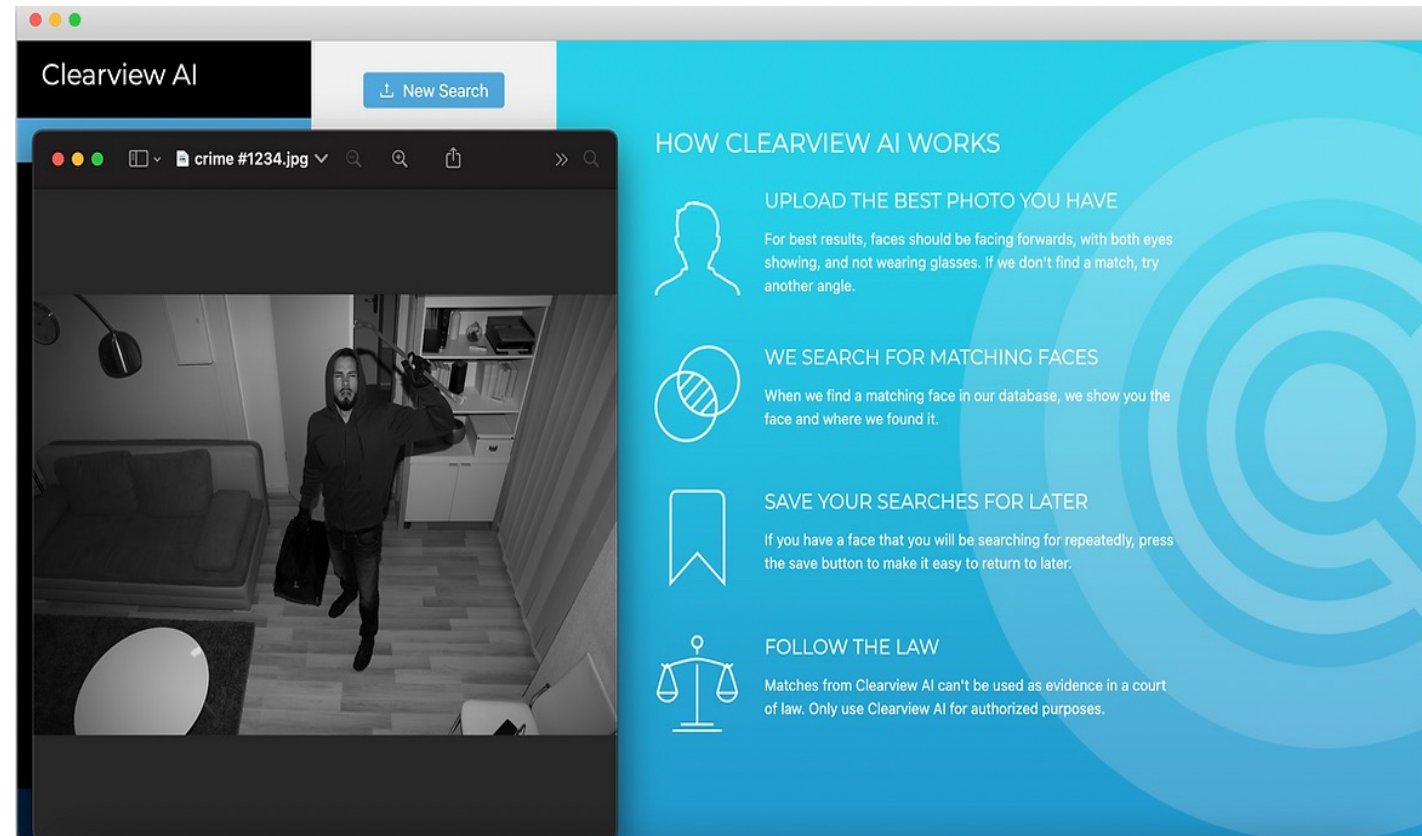 Clearview AI
New Search
crime #1234.jpg
HOW CLEARVIEW AI WORKS
UPLOAD THE BEST PHOTO YOU HAVE
For best results, faces should be facing forwards, with both eyes
showing, and not wearing glasses. If we don't find a match, try
another angle.
WE SEARCH FOR MATCHING FACES
When we find a matching face in our database, we show you the
face and where we found it.
SAVE YOUR SEARCHES FOR LATER
If you have a face that you will be searching for repeatedly, press
the save button to make it easy to return to later.
FOLLOW THE LAW
Matches from Clearview AI can't be used as evidence in a court
of law. Only use Clearview AI for authorized purposes.